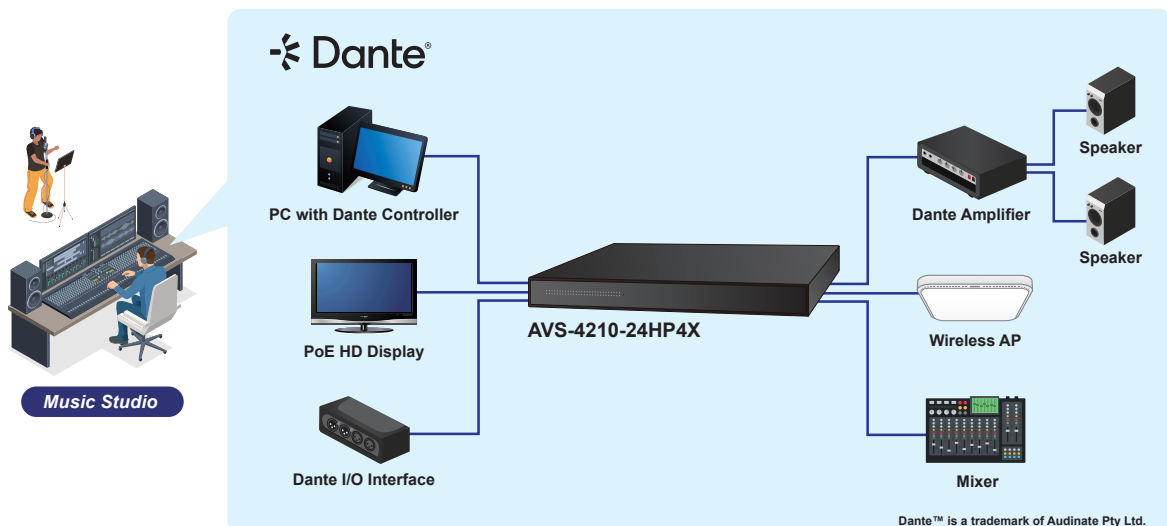 Dante®
PC with Dante Controller
PoE HD Display
Dante I/O Interface
AVS-4210-24HP4X
Dante Amplifier
Speaker
Speaker
Wireless AP
Mixer
Music Studio
Dante™ is a trademark of Audinate Pty Ltd.